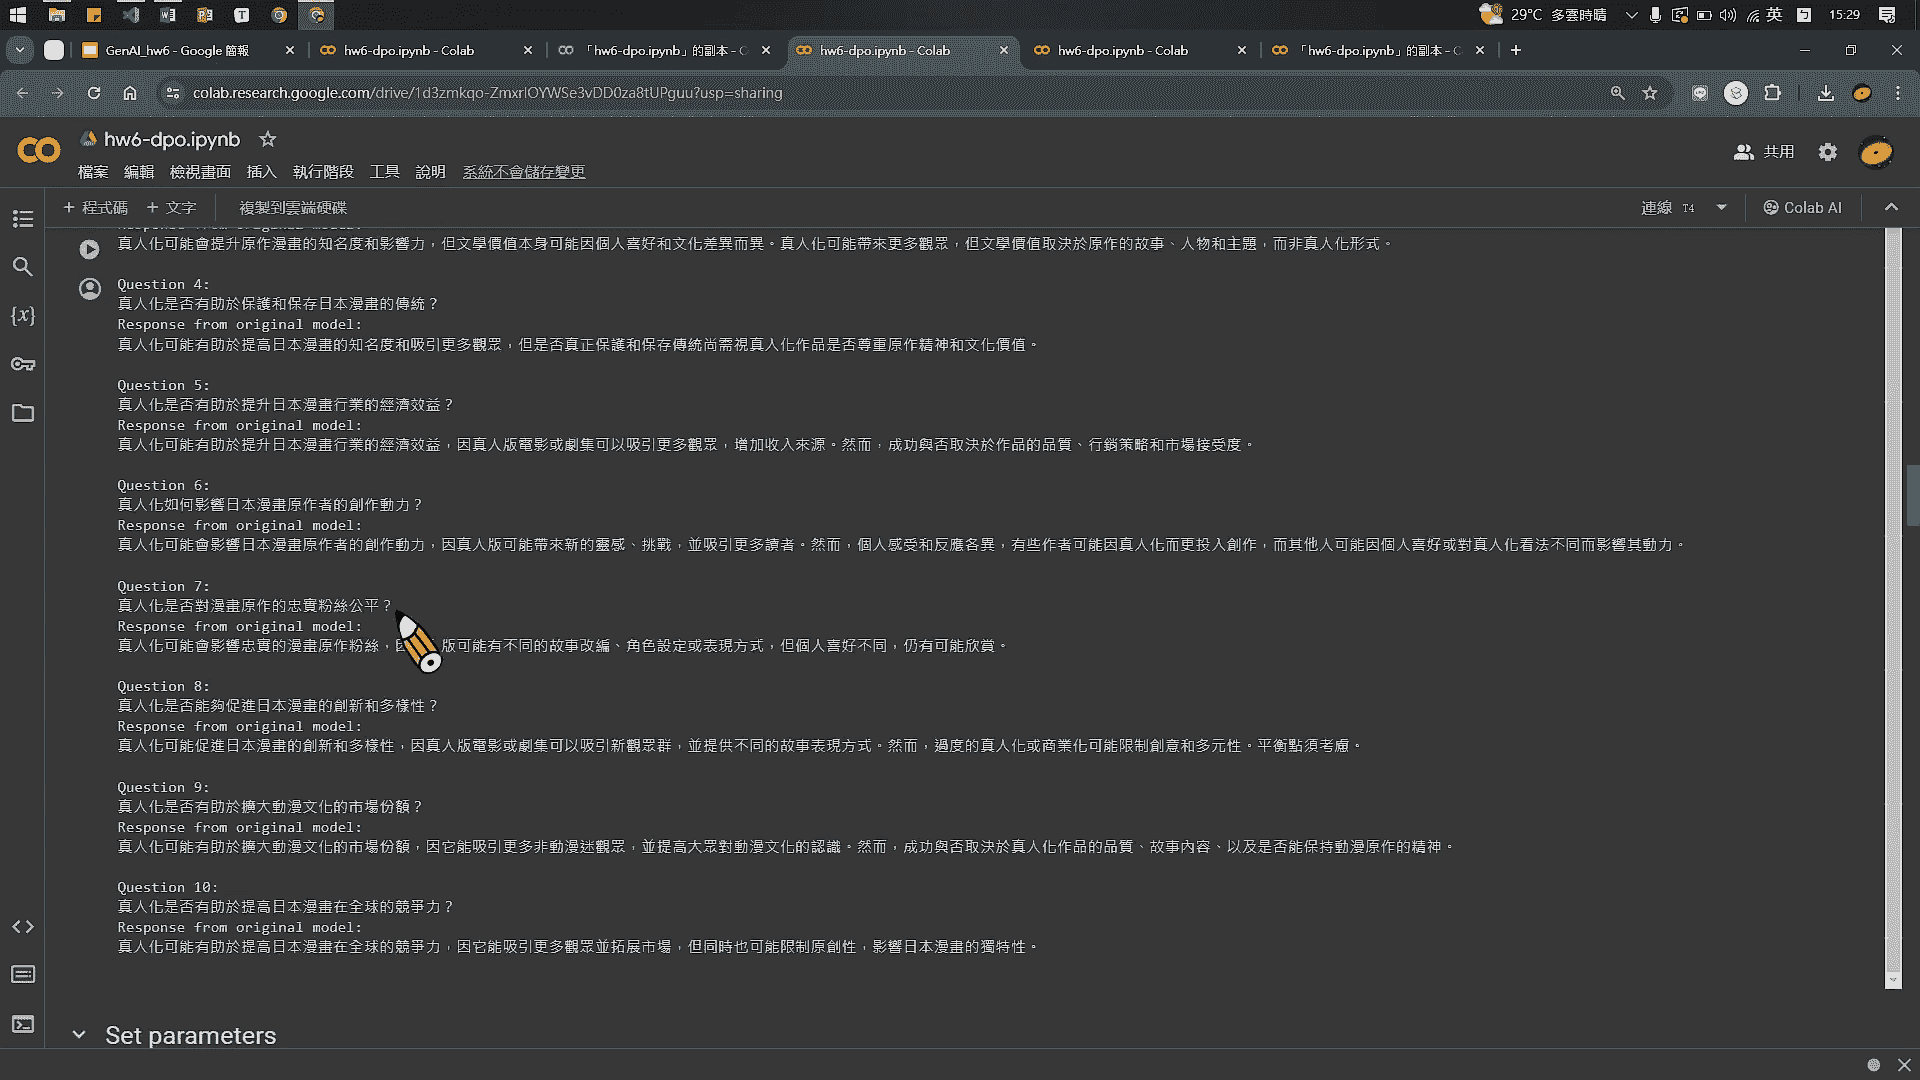 29°C 多雲時晴
英
15:29
GenAI_hw6 - Google 簡報
hw6-dpo.ipynb - Colab
「hw6-dpo.ipynb」的副本 - C
hw6-dpo.ipynb - Colab
hw6-dpo.ipynb - Colab
「hw6-dpo.ipynb」的副本 - C
colab.research.google.com/drive/1d3zmkqo-ZmxrIOYWSe3vDD0za8tUPguu?usp=sharing
hw6-dpo.ipynb
檔案 編輯 檢視畫面 插入 執行階段 工具 說明 系統不會儲存變更
共用
+ 程式碼 + 文字 複製到雲端硬碟
連線 T4
Colab AI
Response from original model:
真人化可能會提升原作漫畫的知名度和影響力，但文學價值本身可能因個人喜好和文化差異而異。真人化可能帶來更多觀眾，但文學價值取決於原作的故事、人物和主題，而非真人化形式。
Question 4:
真人化是否有助於保護和保存日本漫畫的傳統？
Response from original model:
真人化可能有助於提高日本漫畫的知名度和吸引更多觀眾，但是否真正保護和保存傳統尚需視真人化作品是否尊重原作精神和文化價值。
Question 5:
真人化是否有助於提升日本漫畫行業的經濟效益？
Response from original model:
真人化可能有助於提升日本漫畫行業的經濟效益，因真人版電影或劇集可以吸引更多觀眾，增加收入來源。然而，成功與否取決於作品的品質、行銷策略和市場接受度。
Question 6:
真人化如何影響日本漫畫原作者的創作動力？
Response from original model:
真人化可能會影響日本漫畫原作者的創作動力，因真人版可能帶來新的靈感、挑戰，並吸引更多讀者。然而，個人感受和反應各異，有些作者可能因真人化而更投入創作，而其他人可能因個人喜好或對真人化看法不同而影響其動力。
Question 7:
真人化是否對漫畫原作的忠實粉絲公平？
Response from original model:
真人化可能會影響忠實的漫畫原作粉絲，因 版可能有不同的故事改編、角色設定或表現方式，但個人喜好不同，仍有可能欣賞。
Question 8:
真人化是否能夠促進日本漫畫的創新和多樣性？
Response from original model:
真人化可能促進日本漫畫的創新和多樣性，因真人版電影或劇集可以吸引新觀眾群，並提供不同的故事表現方式。然而，過度的真人化或商業化可能限制創意和多元性。平衡點須考慮。
Question 9:
真人化是否有助於擴大動漫文化的市場份額？
Response from original model:
真人化可能有助於擴大動漫文化的市場份額，因它能吸引更多非動漫迷觀眾，並提高大眾對動漫文化的認識。然而，成功與否取決於真人化作品的品質、故事內容、以及是否能保持動漫原作的精神。
Question 10:
真人化是否有助於提高日本漫畫在全球的競爭力？
Response from original model:
真人化可能有助於提高日本漫畫在全球的競爭力，因它能吸引更多觀眾並拓展市場，但同時也可能限制原創性，影響日本漫畫的獨特性。
Set parameters